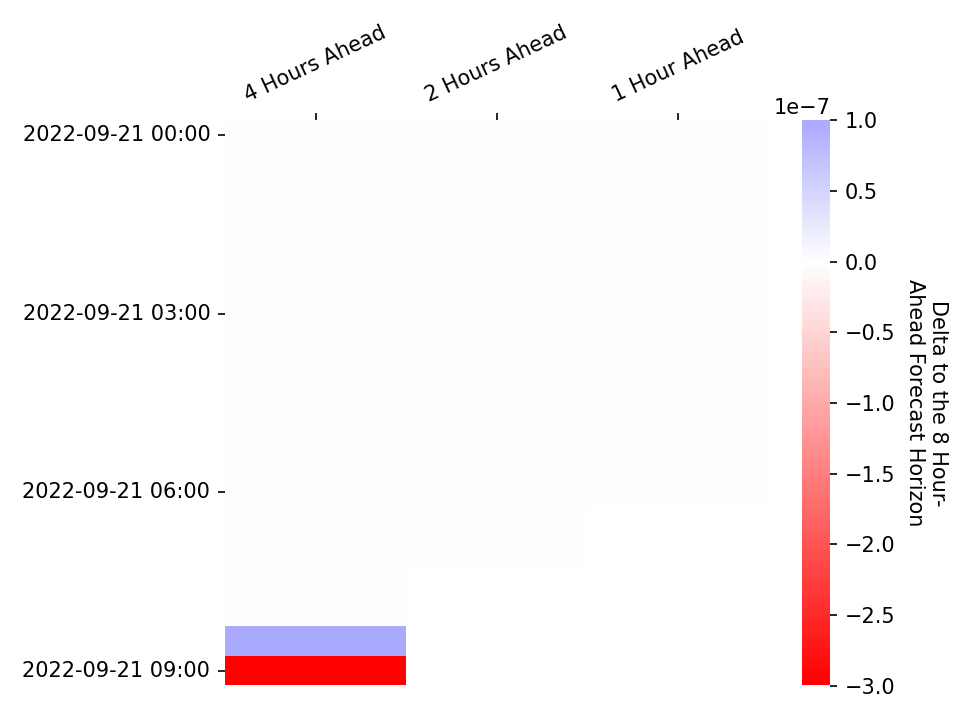 4 Hours Ahead
2 Hours Ahead
1 Hour Ahead
2022-09-21 00:00
2022-09-21 03:00
2022-09-21 06:00
2022-09-21 09:00
1e−7
1.0
0.5
0.0
−0.5
−1.0
−1.5
−2.0
−2.5
−3.0
Delta to the 8 Hour-
Ahead Forecast Horizon